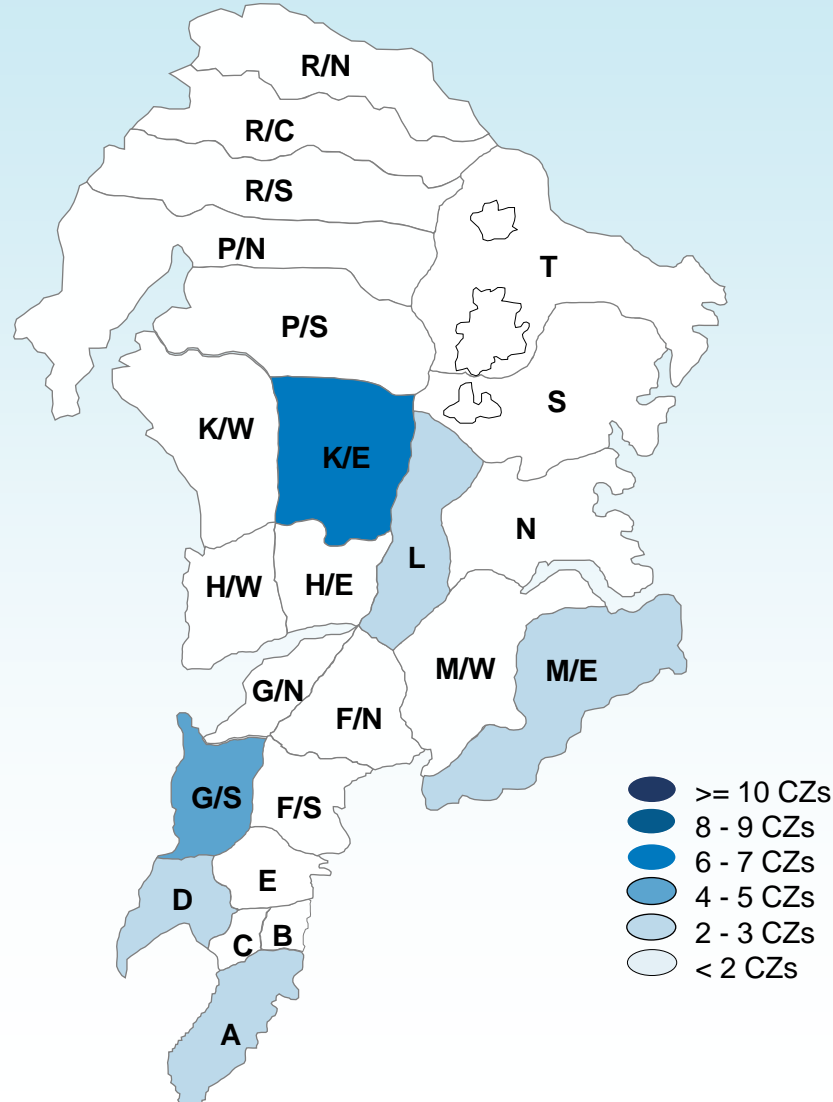 R/N
R/C
R/S
P/N
T
P/S
S
K/W
K/E
N
L
H/W
H/E
M/W
M/E
G/N
F/N
G/S
F/S
E
D
B
C
A
>= 10 CZs
8 - 9 CZs
6 - 7 CZs
4 - 5 CZs
2 - 3 CZs
< 2 CZs